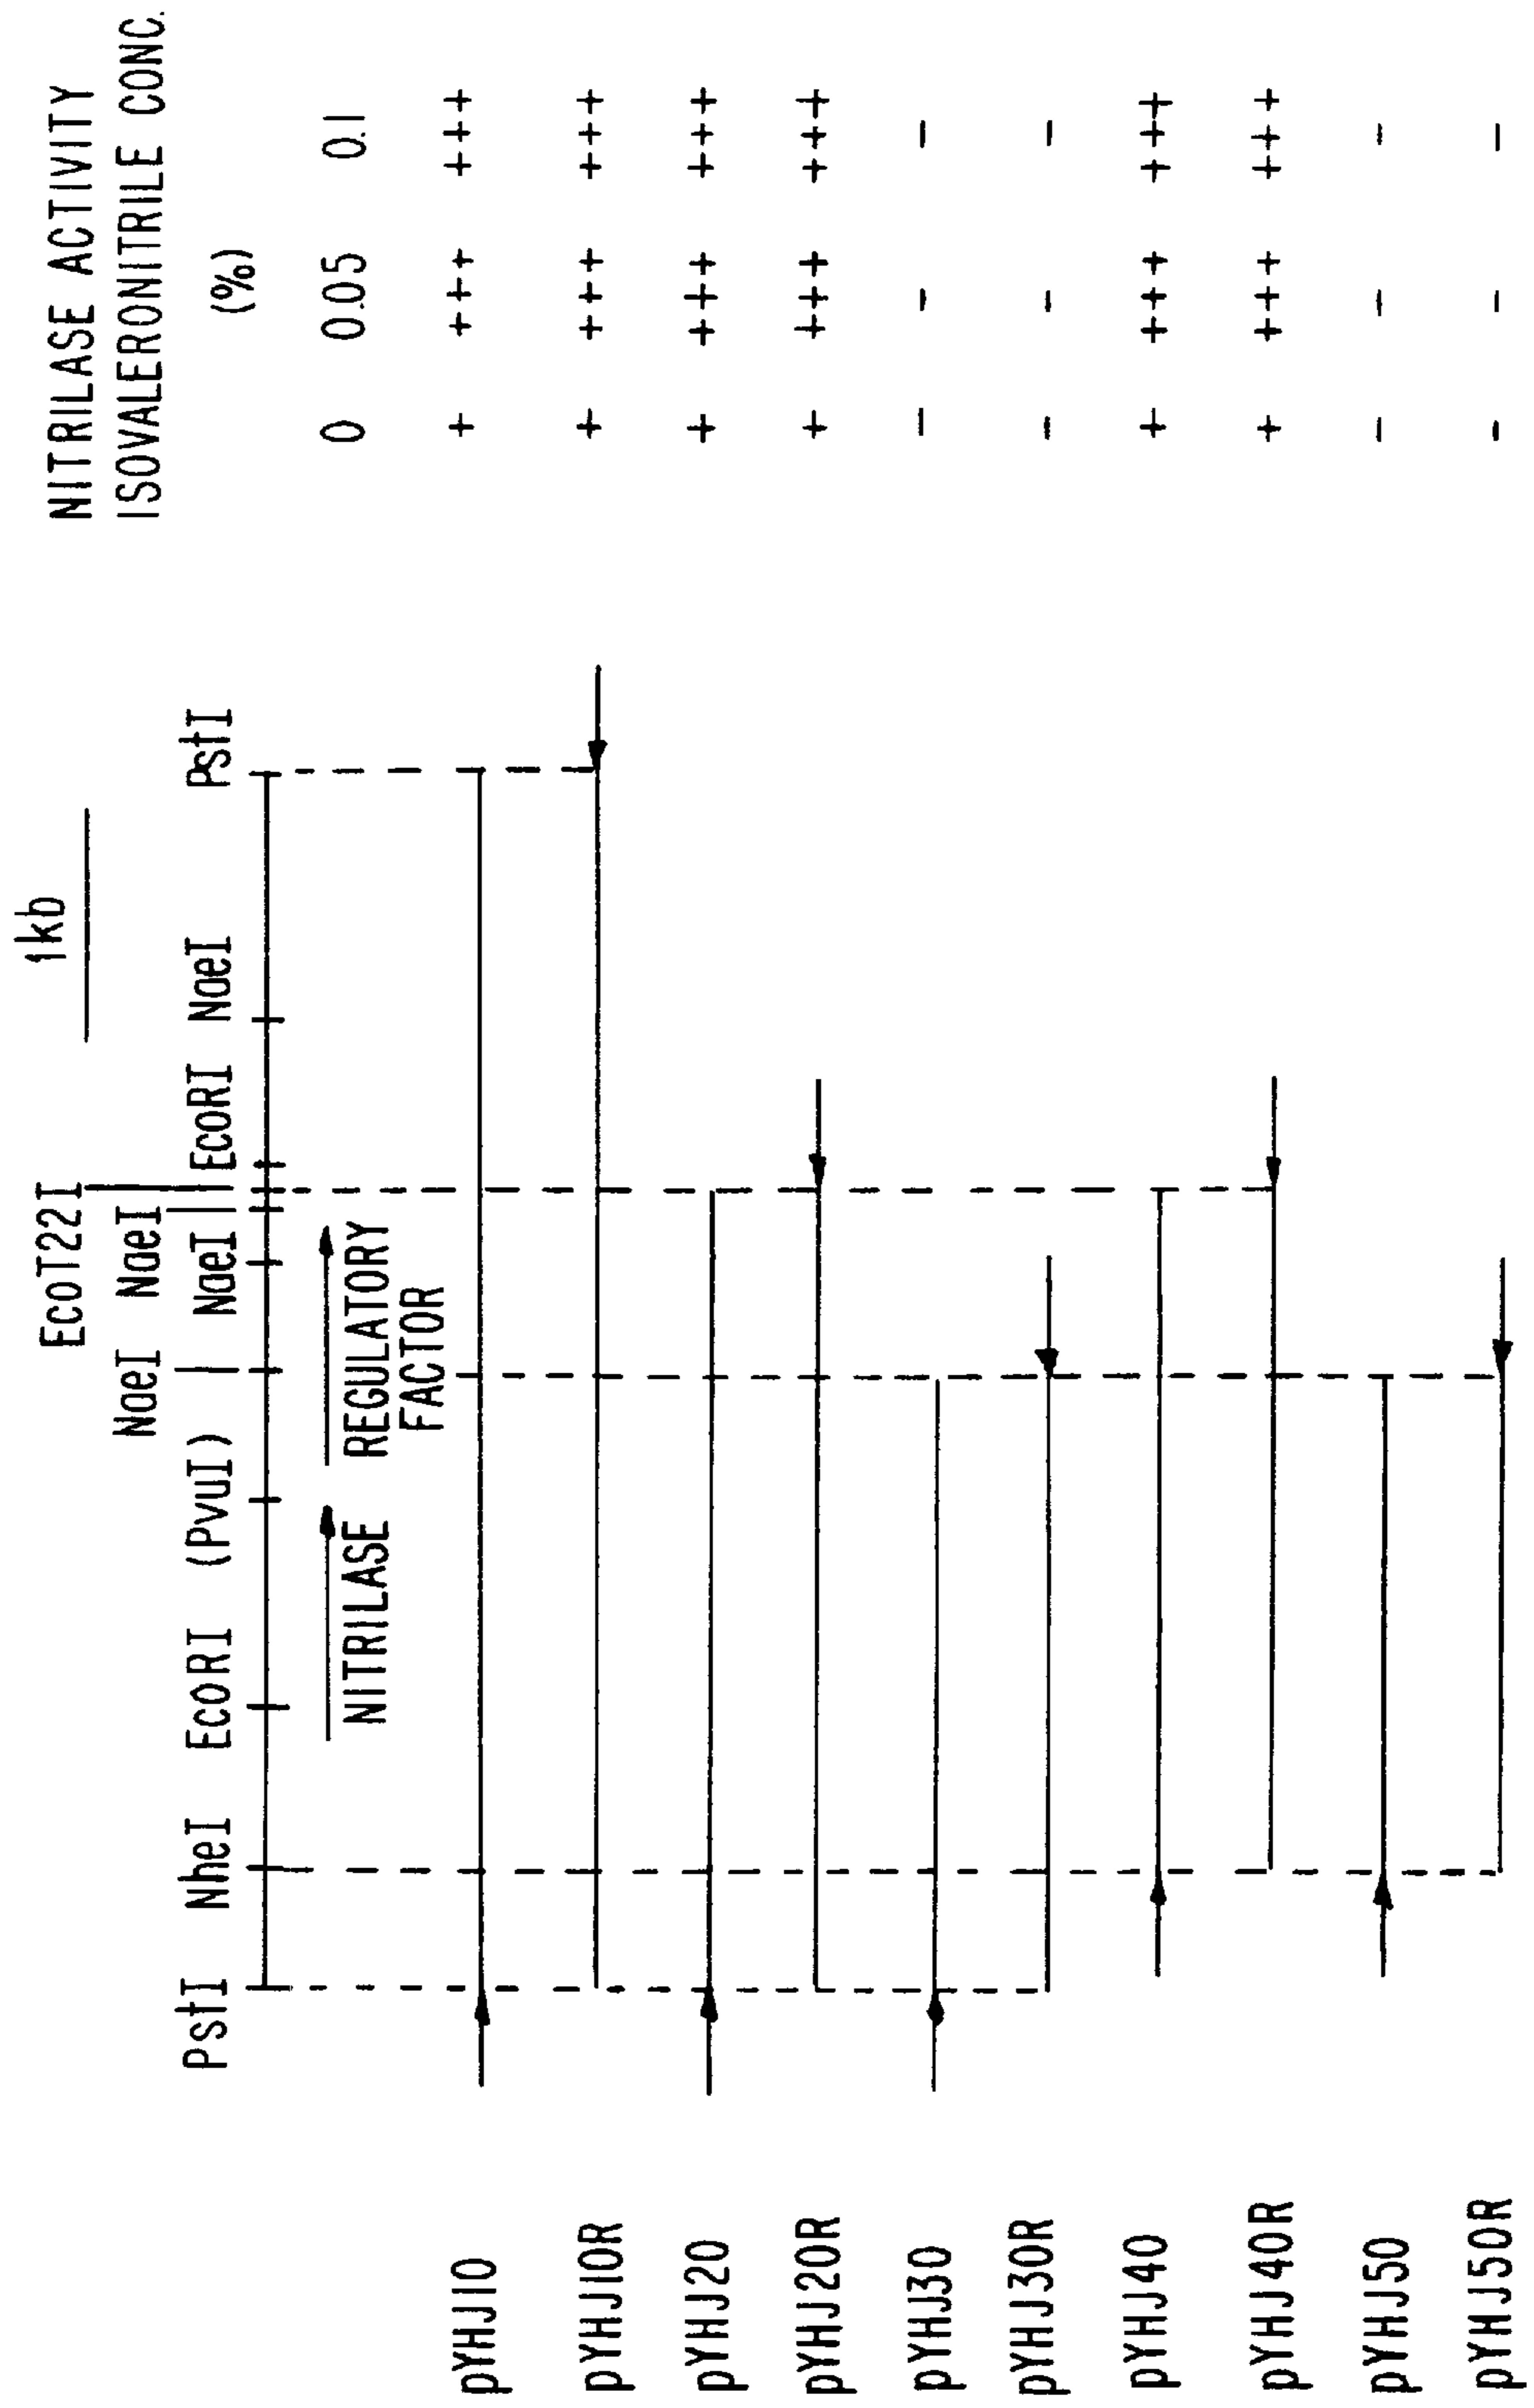 1kb
EcoT22I
NaeI NaeI
PstI NheI EcoRI (PvuI) NaeI EcoRI NaeI PstI
NITRILASE REGULATORY
FACTOR
NITRILASE ACTIVITY
ISOVALERONITRILE CONC.
(%)
0 0.05 0.1
pYHJ10 + +++ +++
pYHJ10R + +++ +++
pYHJ20 + +++ +++
pYHJ20R + +++ +++
pYHJ30 - - -
pYHJ30R - - -
pYHJ40 + +++ +++
pYHJ40R + +++ +++
pYHJ50 - - -
pYHJ50R - - -